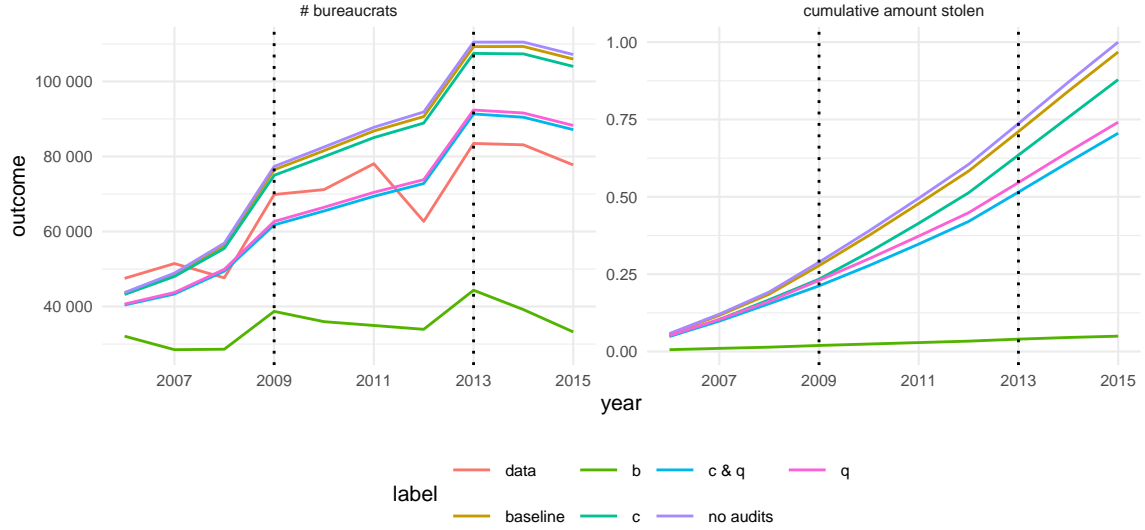 # bureaucrats
cumulative amount stolen
100 000
80 000
60 000
40 000
1.00
0.75
0.50
0.25
0.00
outcome
2007 2009 2011 2013 2015
2007 2009 2011 2013 2015
year
label
data b c & q q
baseline c no audits